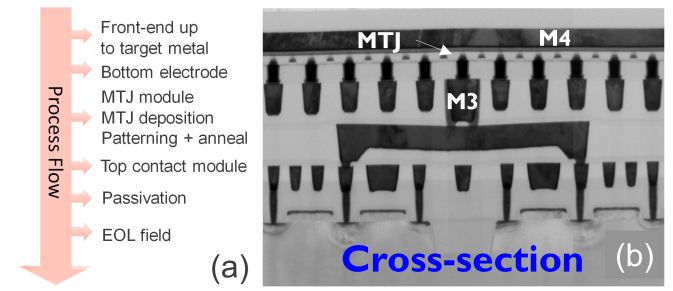 Process Flow
Front-end up
to target metal
Bottom electrode
MTJ module
MTJ deposition
Patterning + anneal
Top contact module
Passivation
EOL field
(a)
MTJ
M4
M3
Cross-section
(b)